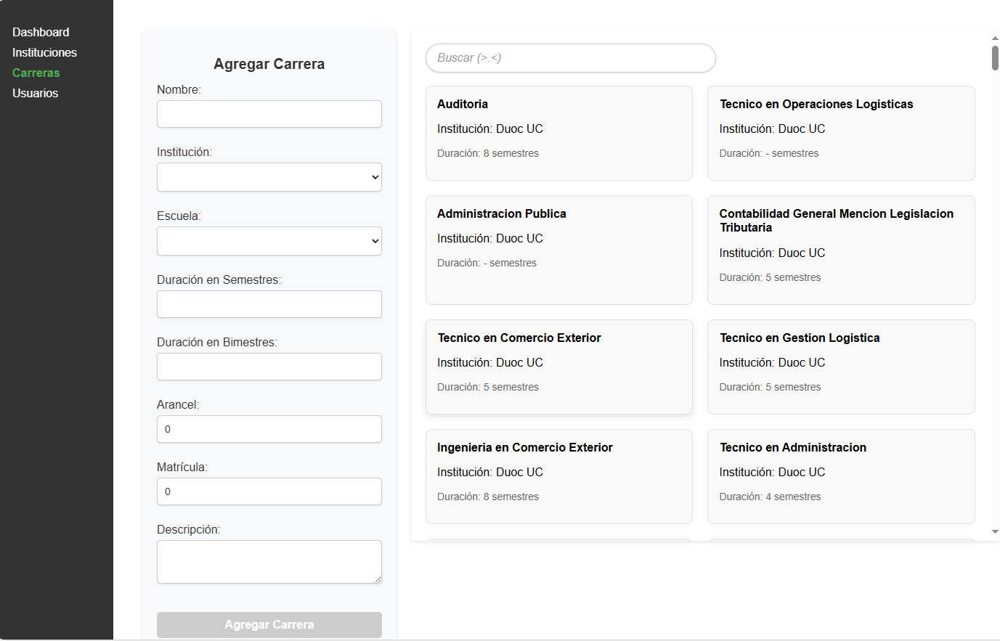 Dashboard
Instituciones
Carreras
Usuarios
Agregar Carrera
Nombre:
Institución:
Escuela:
Duración en Semestres:
Duración en Bimestres:
Arancel:
0
Matrícula:
0
Descripción:
Agregar Carrera
Buscar (>.<)
Auditoria
Institución: Duoc UC
Duración: 8 semestres
Tecnico en Operaciones Logisticas
Institución: Duoc UC
Duración: - semestres
Administracion Publica
Institución: Duoc UC
Duración: - semestres
Contabilidad General Mencion Legislacion
Tributaria
Institución: Duoc UC
Duración: 5 semestres
Tecnico en Comercio Exterior
Institución: Duoc UC
Duración: 5 semestres
Tecnico en Gestion Logistica
Institución: Duoc UC
Duración: 5 semestres
Ingenieria en Comercio Exterior
Institución: Duoc UC
Duración: 8 semestres
Tecnico en Administracion
Institución: Duoc UC
Duración: 4 semestres